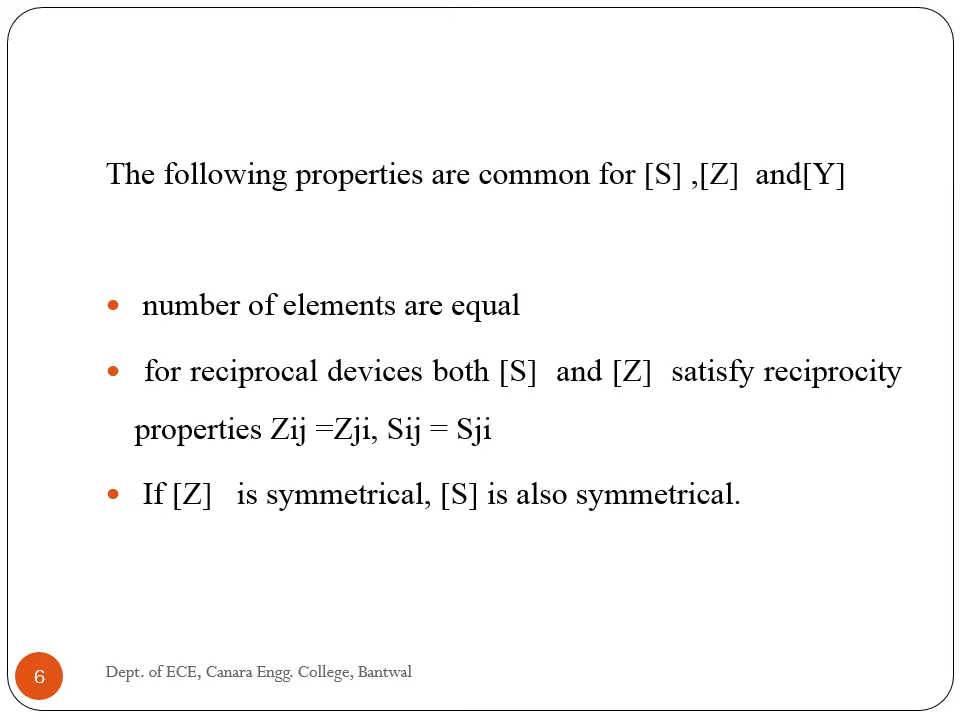 The following properties are common for [S] ,[Z] and[Y]
• number of elements are equal
• for reciprocal devices both [S] and [Z] satisfy reciprocity
properties Zij =Zji, Sij = Sji
• If [Z] is symmetrical, [S] is also symmetrical.
6 Dept. of ECE, Canara Engg. College, Bantwal